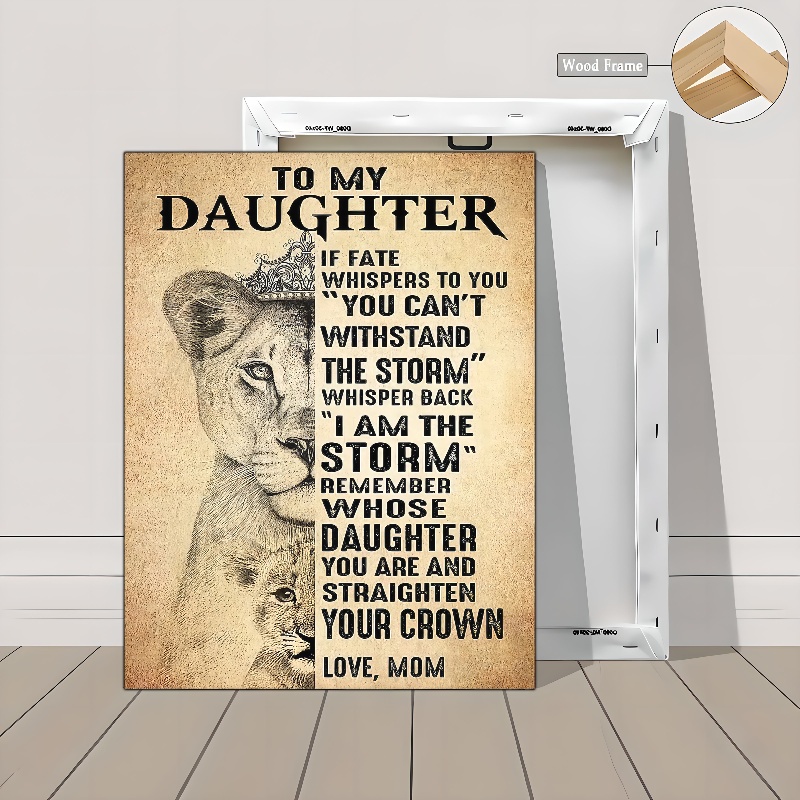 Wood Frame
TO MY
DAUGHTER
IF FATE
WHISPERS TO YOU
"YOU CAN'T
WITHSTAND
THE STORM"
WHISPER BACK
"I AM THE
STORM"
REMEMBER
WHOSE
DAUGHTER
YOU ARE AND
STRAIGHTEN
YOUR CROWN
LOVE, MOM